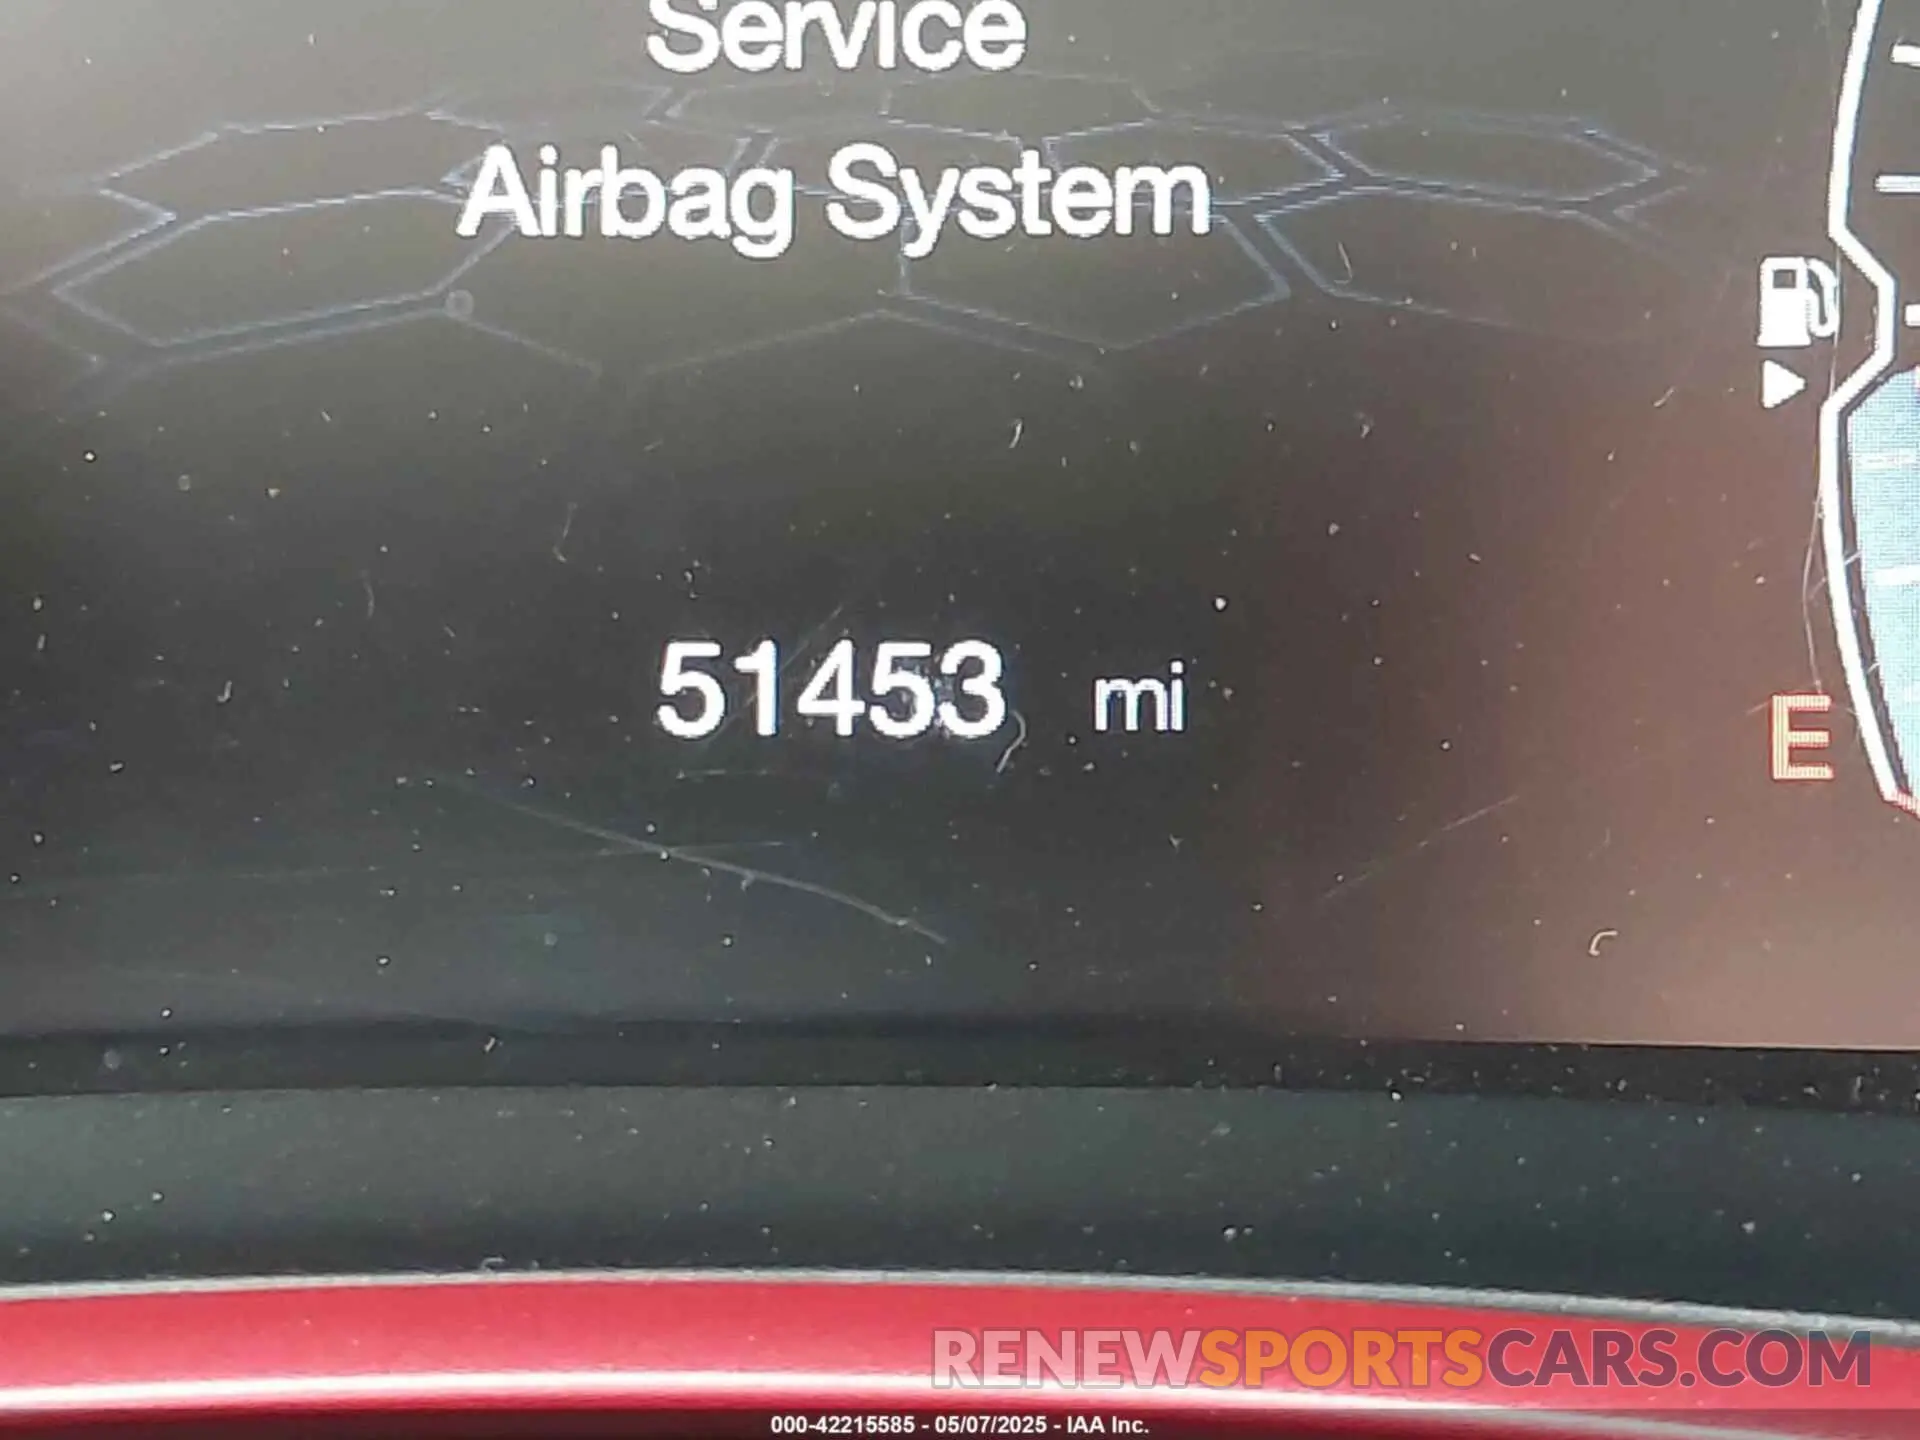 Service
Airbag System
51453 mi
E
RENEWSPORTSCARS.COM
000-42215585 - 05/07/2025 - IAA Inc.